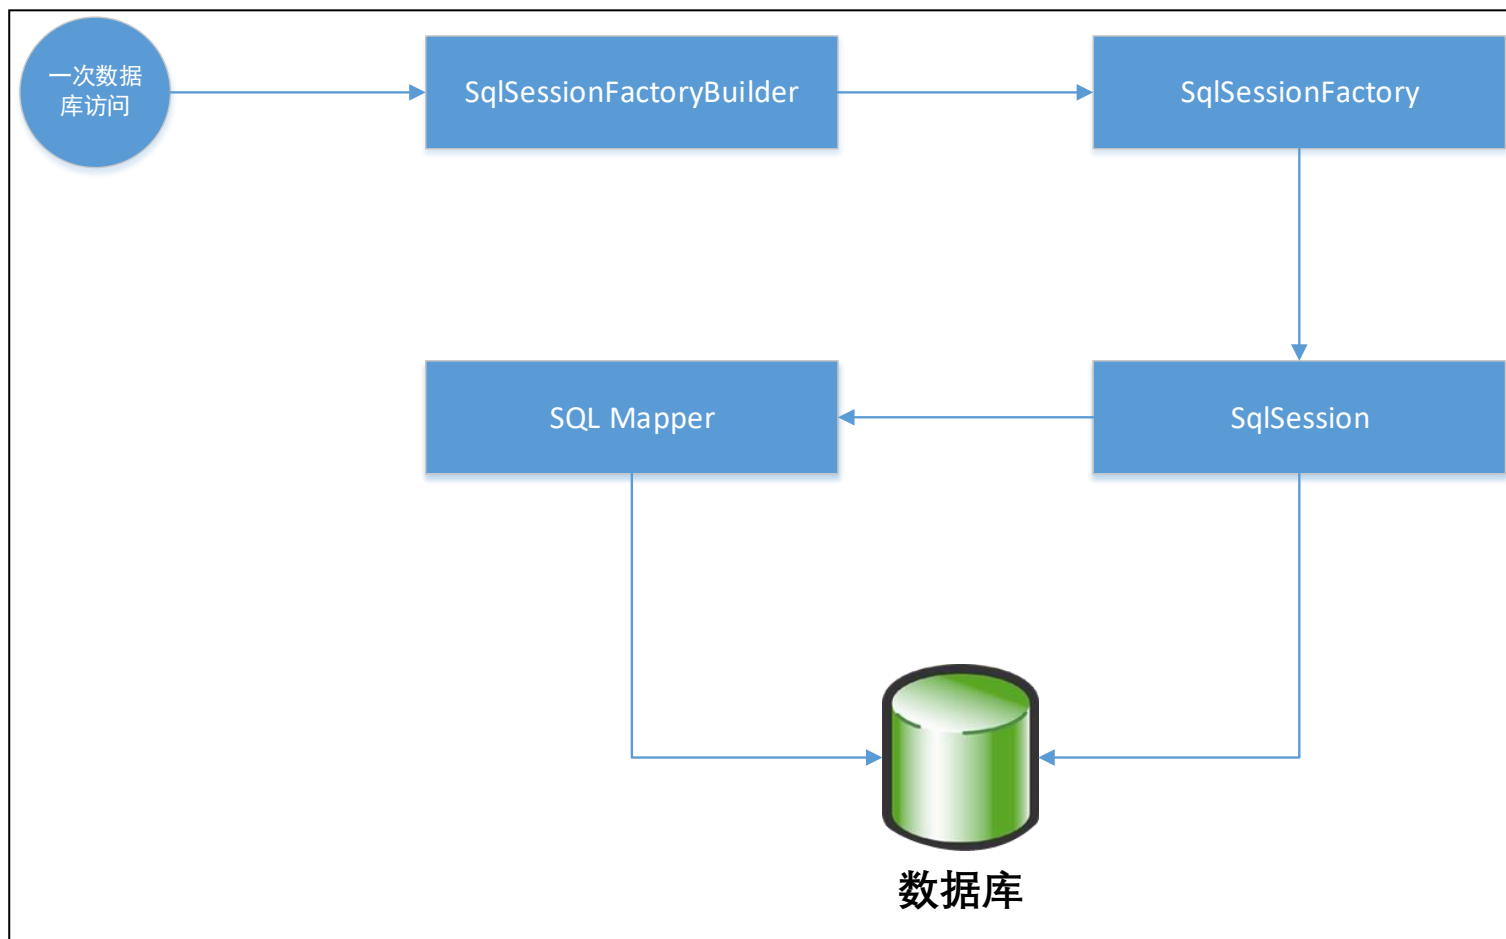 一次数据
库访问
SqlSessionFactoryBuilder
SqlSessionFactory
SQL Mapper
SqlSession
数据库